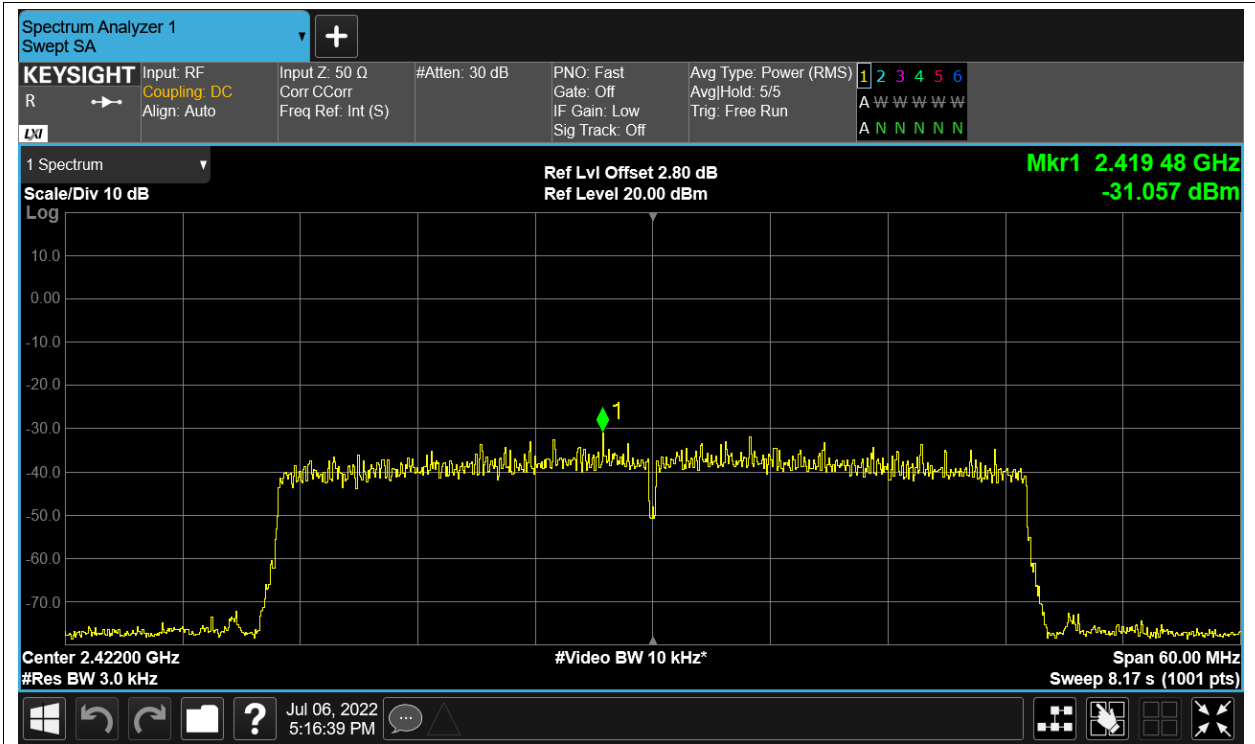 Spectrum Analyzer 1
Swept SA
KEYSIGHT
R
LXI
Input: RF
Coupling: DC
Align: Auto
Input Z: 50 Ω
Corr CCorr
Freq Ref: Int (S)
#Atten: 30 dB
PNO: Fast
Gate: Off
IF Gain: Low
Sig Track: Off
Avg Type: Power (RMS)
Avg|Hold: 5/5
Trig: Free Run
1 2 3 4 5 6
A W W W W W
A N N N N N
1 Spectrum
Scale/Div 10 dB
Log
Ref Lvl Offset 2.80 dB
Ref Level 20.00 dBm
Mkr1 2.419 48 GHz
-31.057 dBm
10.0
0.00
-10.0
-20.0
-30.0
-40.0
-50.0
-60.0
-70.0
1
Center 2.42200 GHz
#Res BW 3.0 kHz
#Video BW 10 kHz*
Span 60.00 MHz
Sweep 8.17 s (1001 pts)
?
Jul 06, 2022
5:16:39 PM